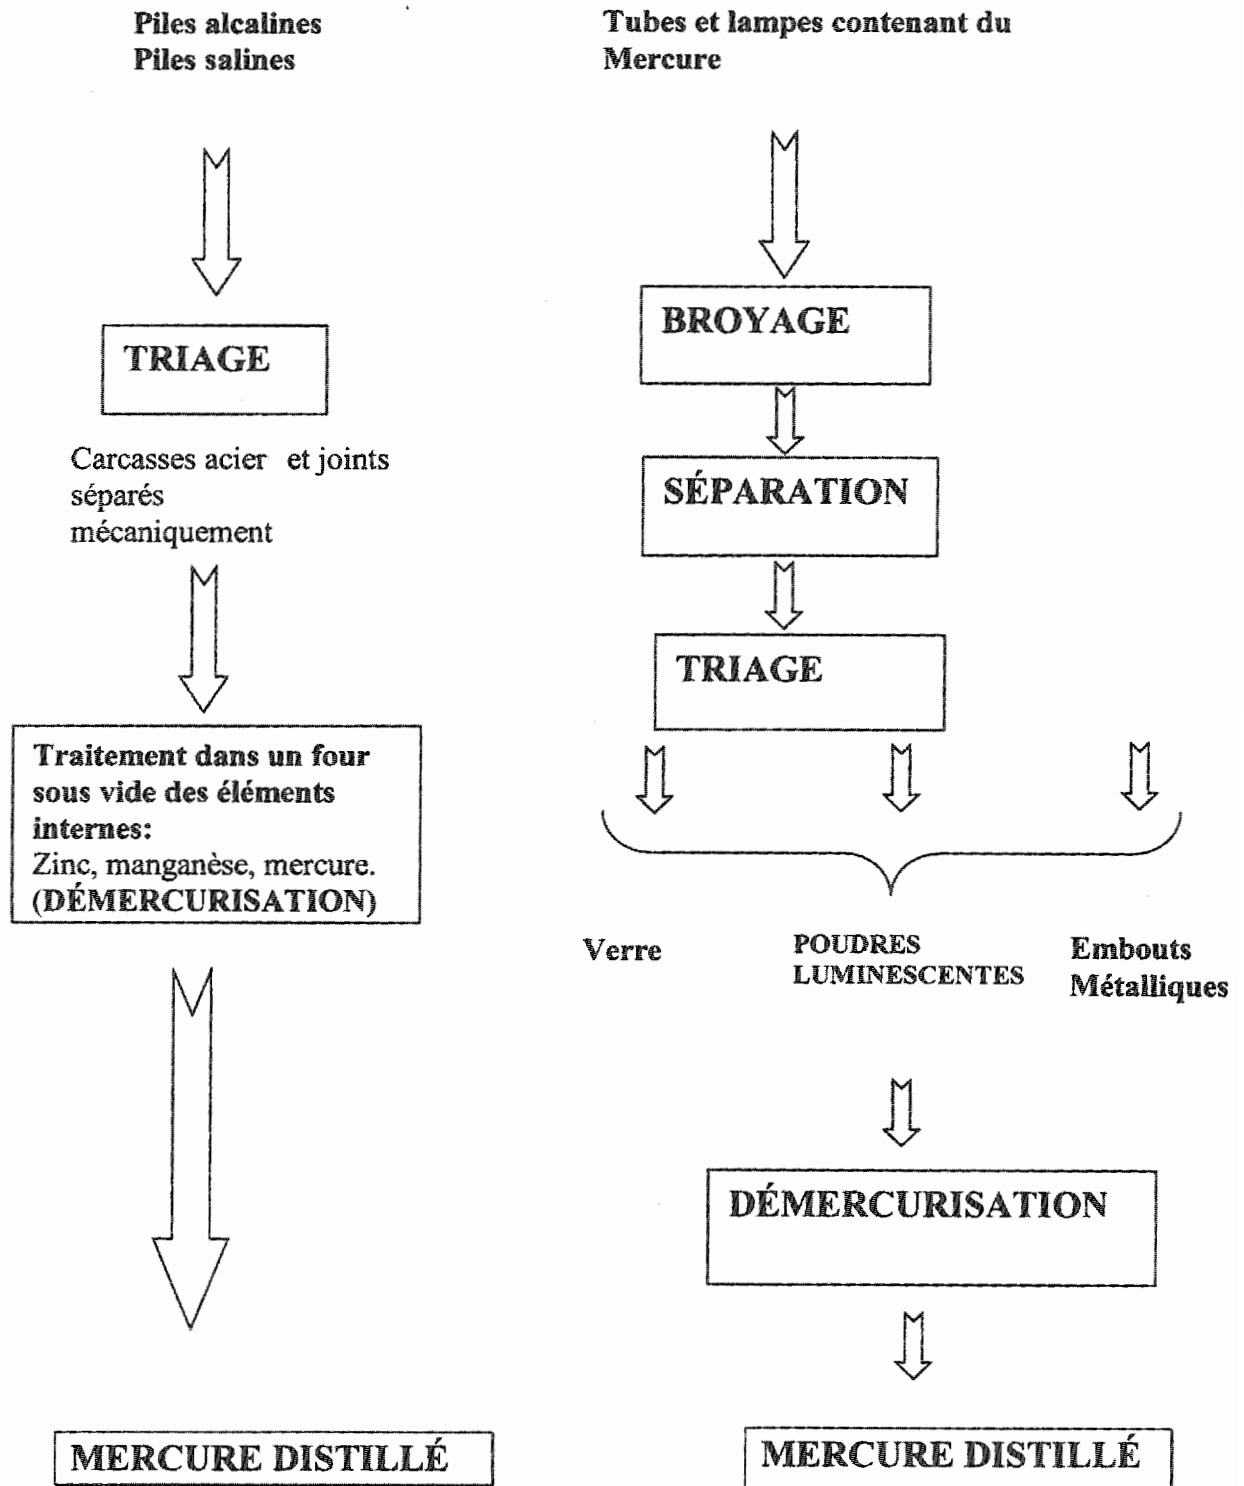 Piles alcalines
Piles salines
TRIAGE
Carcasses acier et joints
séparés
mécaniquement
Traitement dans un four
sous vide des éléments
internes:
Zinc, manganèse, mercure.
(DÉMERCURISATION)
MERCURE DISTILLÉ
Tubes et lampes contenant du
Mercure
BROYAGE
SÉPARATION
TRIAGE
Verre
POUDRES
LUMINESCENTES
Embouts
Métalliques
DÉMERCURISATION
MERCURE DISTILLÉ